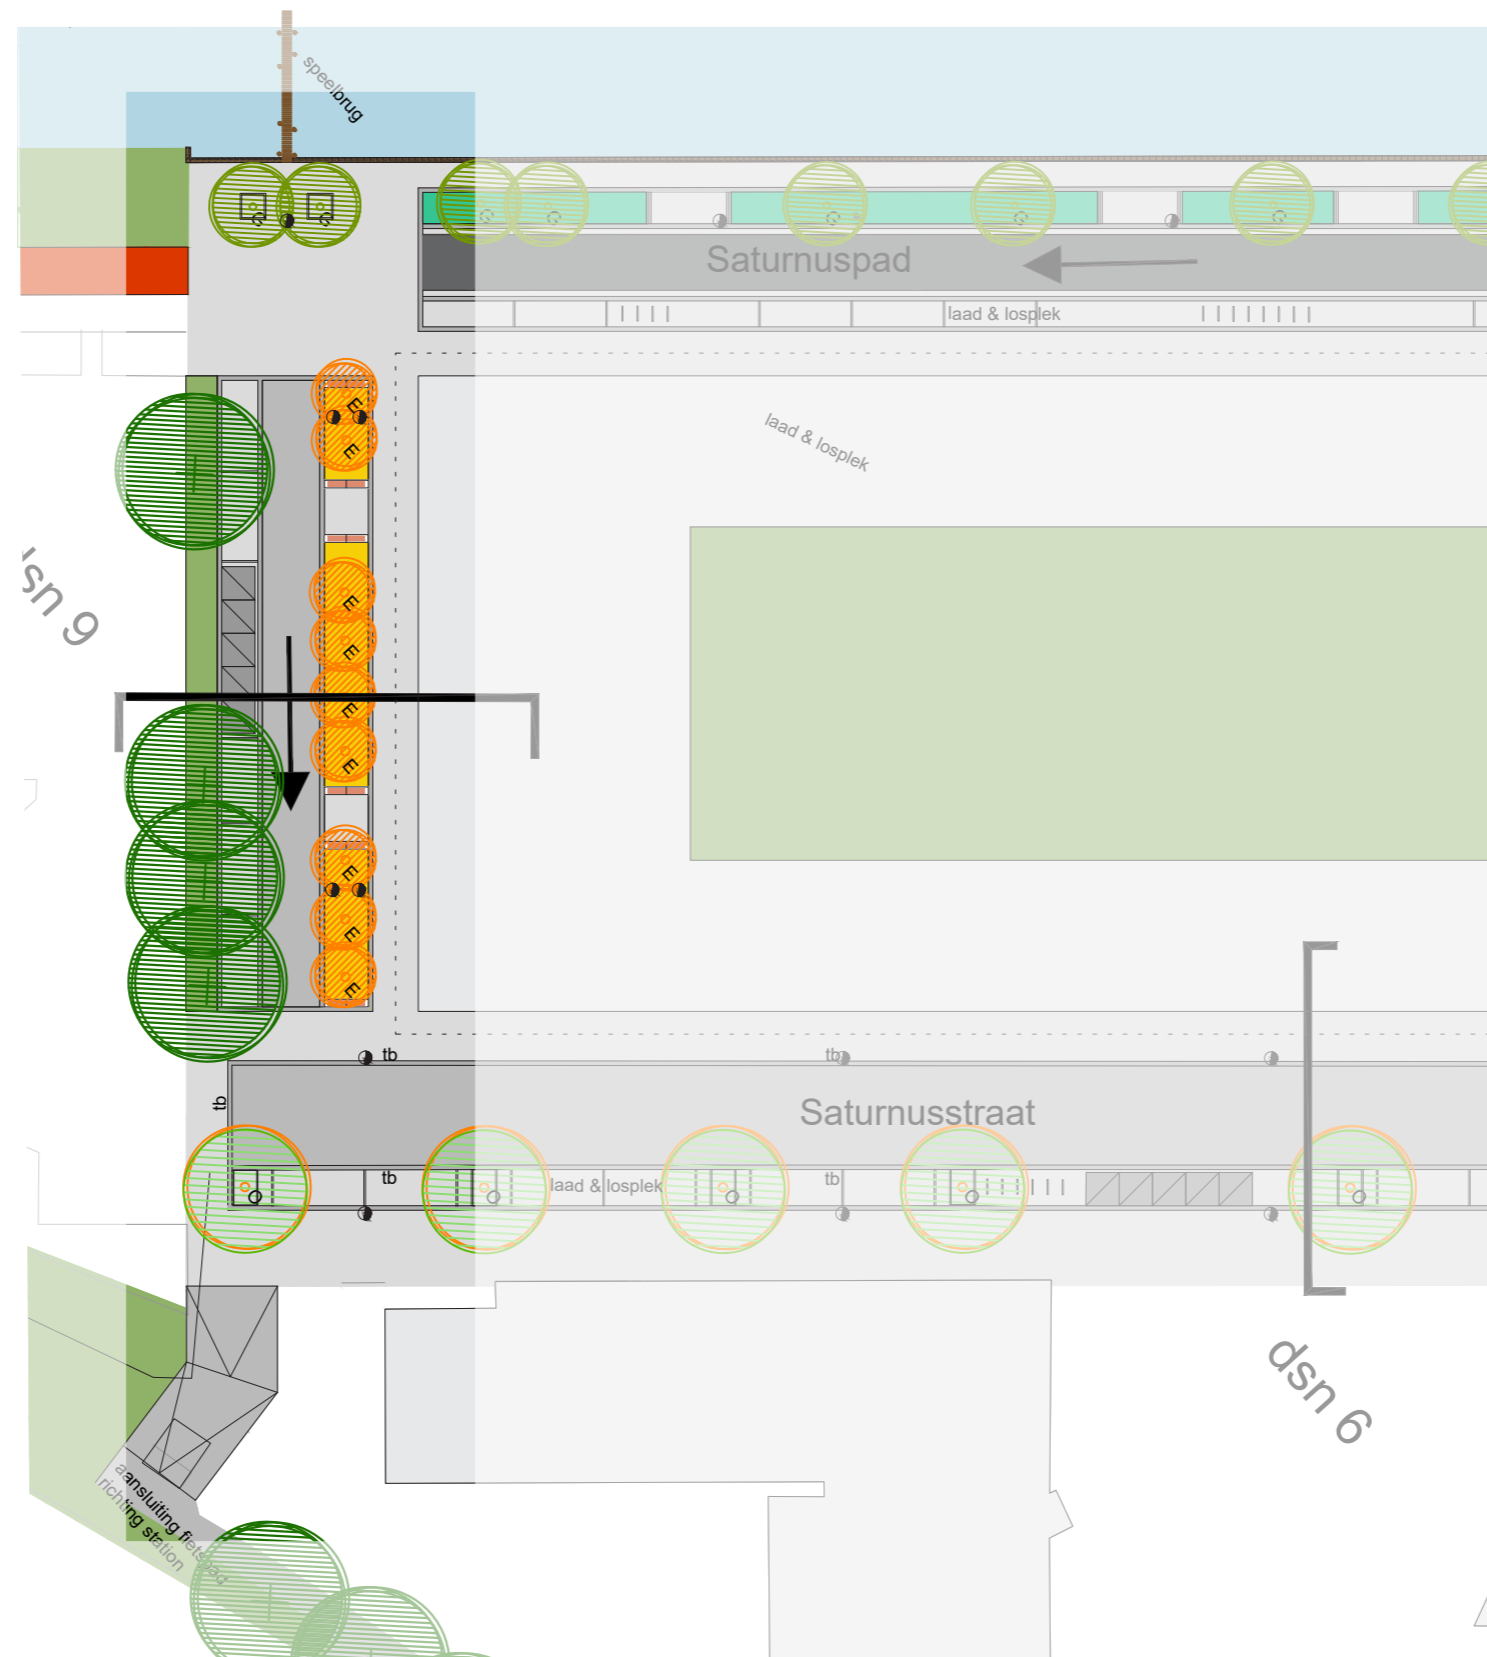 speelbrug
G
G
G
G
G
G
G
Saturnuspad
laad & losplek
laad & losplek
E
E
dsn 9
E
E
E
E
E
E
E
tb
tb
tb
Saturnusstraat
tb
tb
laad & losplek
dsn 6
aansluiting fietspad
richting station